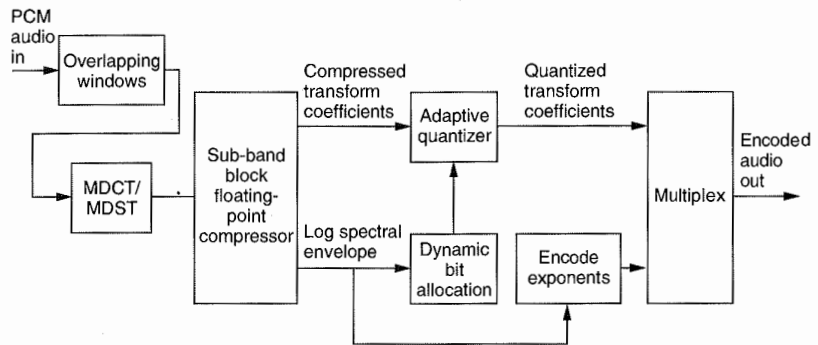 PCM
audio
in
Overlapping
windows
MDCT/
MDST
Sub-band
block
floating-
point
compressor
Compressed
transform
coefficients
Log spectral
envelope
Adaptive
quantizer
Dynamic
bit
allocation
Quantized
transform
coefficients
Encode
exponents
Multiplex
Encoded
audio
out